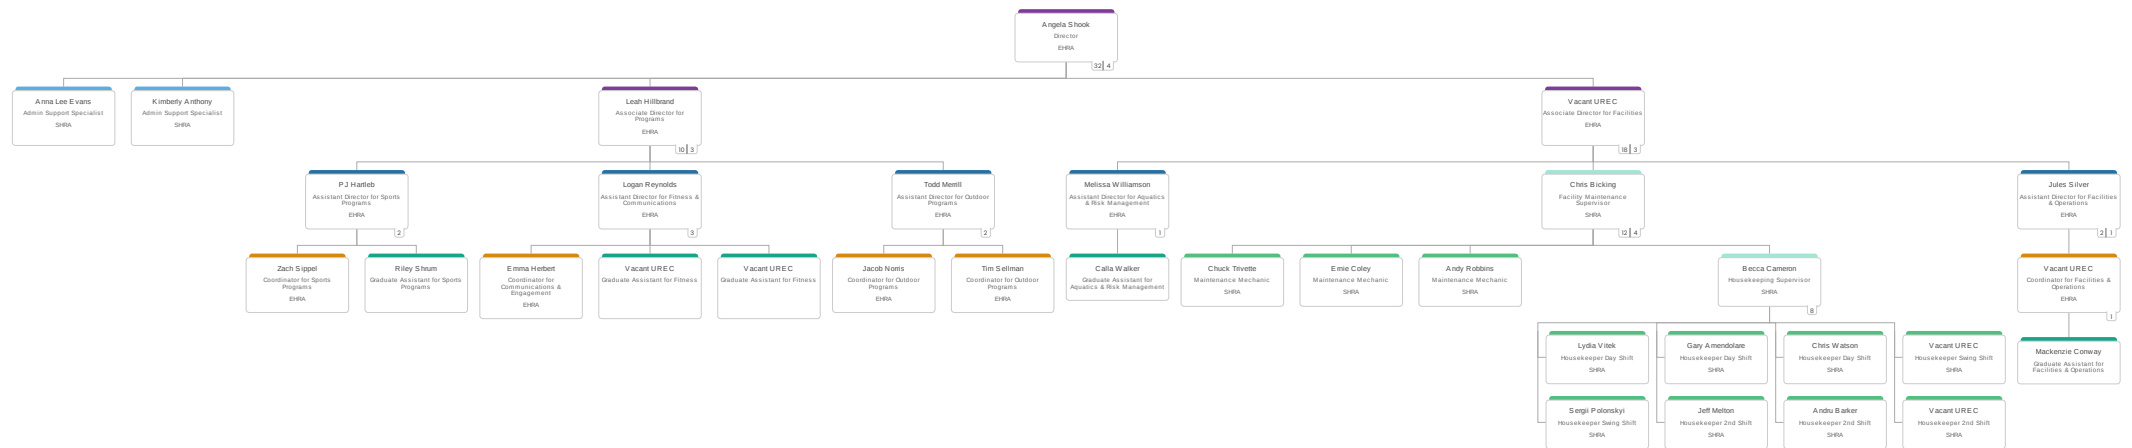 Angela Shook
Director
EHRA
32 4
Anna Lee Evans
Admin Support Specialist
SHRA
Kimberly Anthony
Admin Support Specialist
SHRA
Leah Hillbrand
Associate Director for
Programs
EHRA
10 3
Vacant UREC
Associate Director for Facilities
EHRA
18 3
PJ Hartleb
Assistant Director for Sports
Programs
EHRA
2
Logan Reynolds
Assistant Director for Fitness &
Communications
EHRA
3
Todd Merrill
Assistant Director for Outdoor
Programs
EHRA
2
Melissa Williamson
Assistant Director for Aquatics
& Risk Management
EHRA
1
Chris Bicking
Facility Maintenance
Supervisor
SHRA
12 4
Jules Silver
Assistant Director for Facilities
& Operations
EHRA
2 1
Zach Sippel
Coordinator for Sports
Programs
EHRA
Riley Shrum
Graduate Assistant for Sports
Programs
Emma Herbert
Coordinator for
Communications &
Engagement
EHRA
Vacant UREC
Graduate Assistant for Fitness
Vacant UREC
Graduate Assistant for Fitness
Jacob Norris
Coordinator for Outdoor
Programs
EHRA
Tim Sellman
Coordinator for Outdoor
Programs
EHRA
Calla Walker
Graduate Assistant for
Aquatics & Risk Management
Chuck Trivette
Maintenance Mechanic
SHRA
Ernie Coley
Maintenance Mechanic
SHRA
Andy Robbins
Maintenance Mechanic
SHRA
Becca Cameron
Housekeeping Supervisor
SHRA
8
Vacant UREC
Coordinator for Facilities &
Operations
EHRA
1
Lydia Vitek
Housekeeper Day Shift
SHRA
Gary Amendolare
Housekeeper Day Shift
SHRA
Chris Watson
Housekeeper Day Shift
SHRA
Vacant UREC
Housekeeper Swing Shift
SHRA
Mackenzie Conway
Graduate Assistant for
Facilities & Operations
Sergii Polonskyi
Housekeeper Swing Shift
SHRA
Jeff Melton
Housekeeper 2nd Shift
SHRA
Andru Barker
Housekeeper 2nd Shift
SHRA
Vacant UREC
Housekeeper 2nd Shift
SHRA